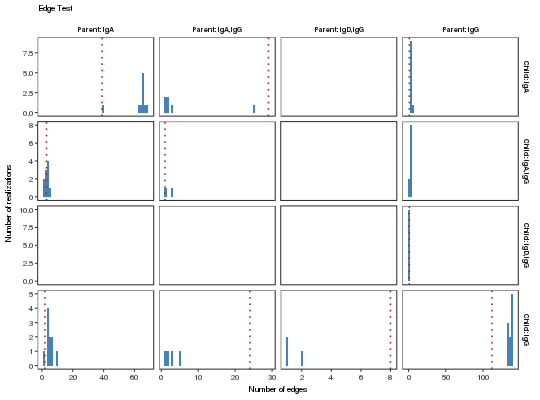 Edge Test
Parent:IgA Parent:IgA,IgG Parent:IgD,IgG Parent:IgG
7.5
5.0
2.5
0.0
Child:IgA
8
6
4
2
0
Child:IgA,IgG
10.0
7.5
5.0
2.5
0.0
Child:IgD,IgG
5
4
3
2
1
0
Child:IgG
0 20 40 60 0 10 20 30 0 2 4 6 8 0 50 100
Number of edges
Number of realizations